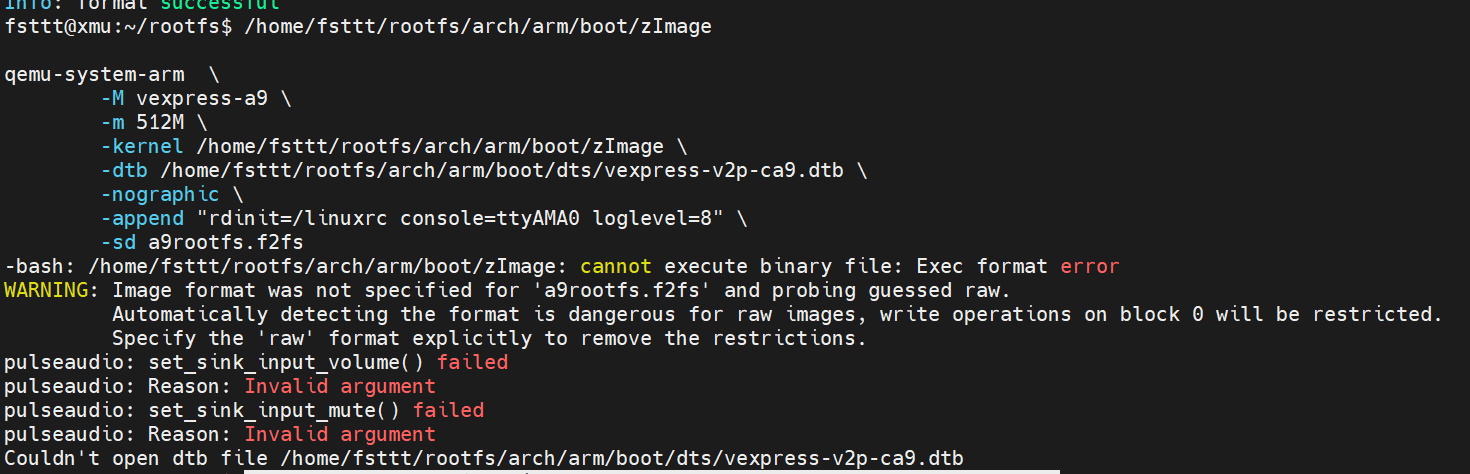 info: format successful
fsttt@xmu:~/rootfs$ /home/fsttt/rootfs/arch/arm/boot/zImage
qemu-system-arm  \
        -M vexpress-a9 \
        -m 512M \
        -kernel /home/fsttt/rootfs/arch/arm/boot/zImage \
        -dtb /home/fsttt/rootfs/arch/arm/boot/dts/vexpress-v2p-ca9.dtb \
        -nographic \
        -append "rdinit=/linuxrc console=ttyAMA0 loglevel=8" \
        -sd a9rootfs.f2fs
-bash: /home/fsttt/rootfs/arch/arm/boot/zImage: cannot execute binary file: Exec format error
WARNING: Image format was not specified for 'a9rootfs.f2fs' and probing guessed raw.
         Automatically detecting the format is dangerous for raw images, write operations on block 0 will be restricted.
         Specify the 'raw' format explicitly to remove the restrictions.
pulseaudio: set_sink_input_volume() failed
pulseaudio: Reason: Invalid argument
pulseaudio: set_sink_input_mute() failed
pulseaudio: Reason: Invalid argument
Couldn't open dtb file /home/fsttt/rootfs/arch/arm/boot/dts/vexpress-v2p-ca9.dtb